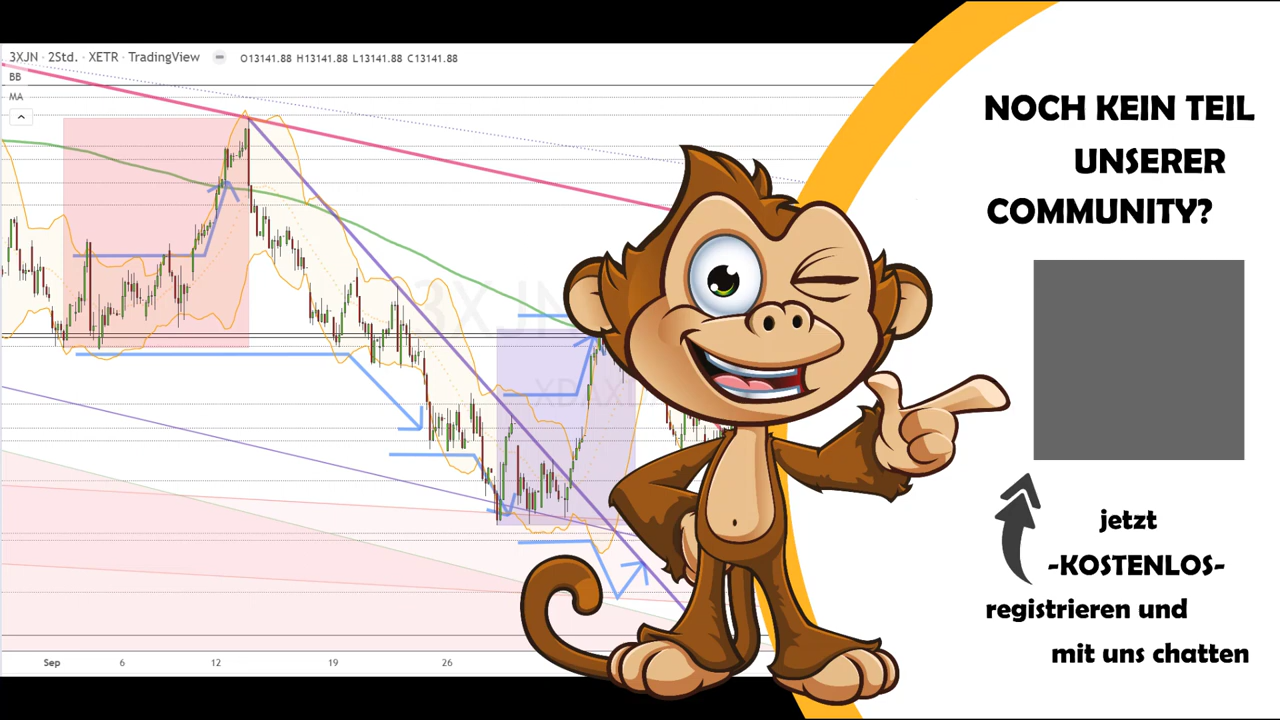 3XJN · 2Std. · XETR · TradingView O13141.88 H13141.88 L13141.88 C13141.88
BB
MA
3XJN
Sep 6 12 19 26
NOCH KEIN TEIL
UNSERER
COMMUNITY?
jetzt
-KOSTENLOS-
registrieren und
mit uns chatten